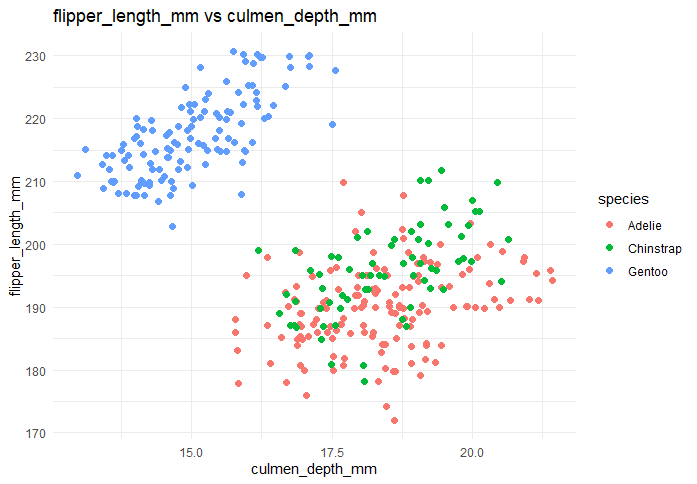 flipper_length_mm vs culmen_depth_mm
flipper_length_mm
230
220
210
200
190
180
170
15.0
17.5
20.0
culmen_depth_mm
species
Adelie
Chinstrap
Gentoo